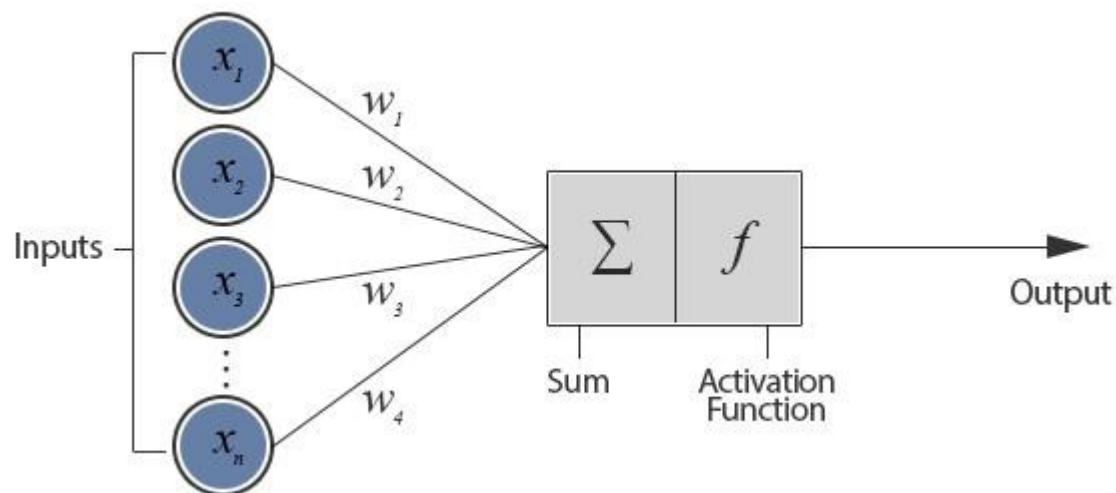 x₁
w₁
x₂
w₂
Inputs
x₃
w₃
∑
f
Output
Sum
Activation
Function
w₄
xₙ